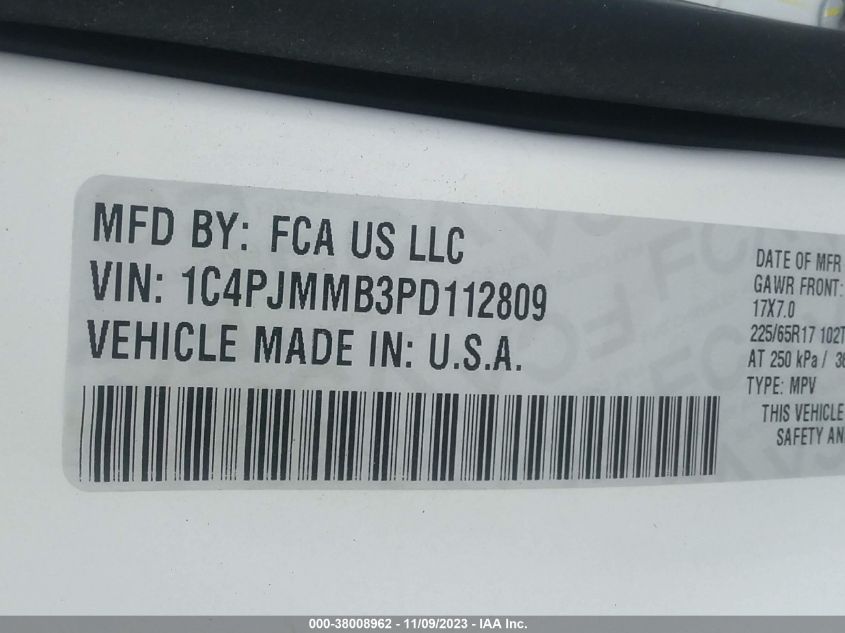 MFD BY: FCA US LLC
VIN: 1C4PJMMB3PD112809
VEHICLE MADE IN: U.S.A.
DATE OF MFR
GAWR FRONT:
17X7.0
225/65R17 102T
AT 250 kPa / 38
TYPE: MPV
THIS VEHICLE
SAFETY AN
000-38008962 - 11/09/2023 - IAA Inc.